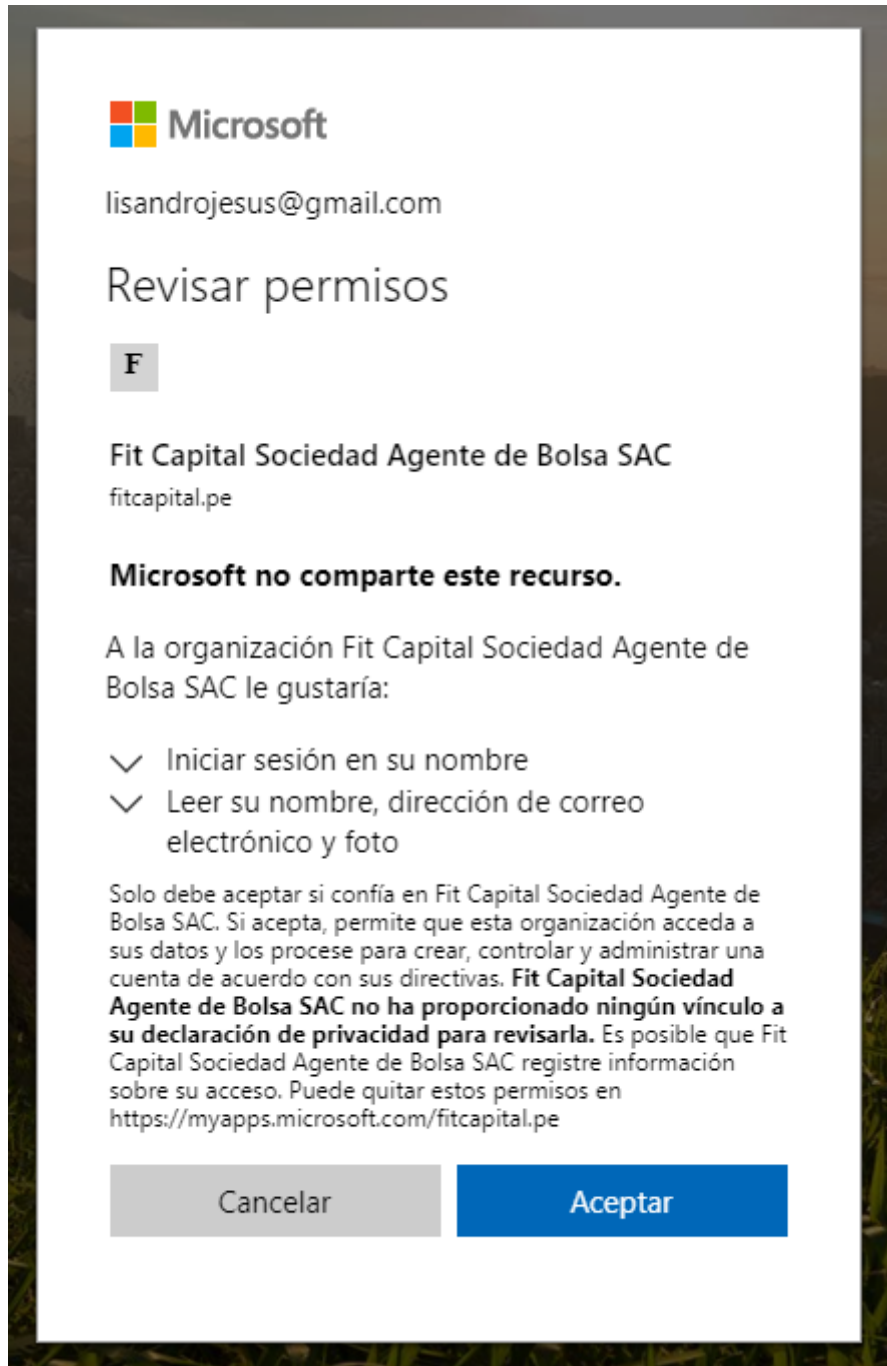 Microsoft
lisandrojesus@gmail.com
Revisar permisos
F
Fit Capital Sociedad Agente de Bolsa SAC
fitcapital.pe
Microsoft no comparte este recurso.
A la organización Fit Capital Sociedad Agente de
Bolsa SAC le gustaría:
Iniciar sesión en su nombre
Leer su nombre, dirección de correo
electrónico y foto
Solo debe aceptar si confía en Fit Capital Sociedad Agente de
Bolsa SAC. Si acepta, permite que esta organización acceda a
sus datos y los procese para crear, controlar y administrar una
cuenta de acuerdo con sus directivas. Fit Capital Sociedad
Agente de Bolsa SAC no ha proporcionado ningún vínculo a
su declaración de privacidad para revisarla. Es posible que Fit
Capital Sociedad Agente de Bolsa SAC registre información
sobre su acceso. Puede quitar estos permisos en
https://myapps.microsoft.com/fitcapital.pe
Cancelar
Aceptar